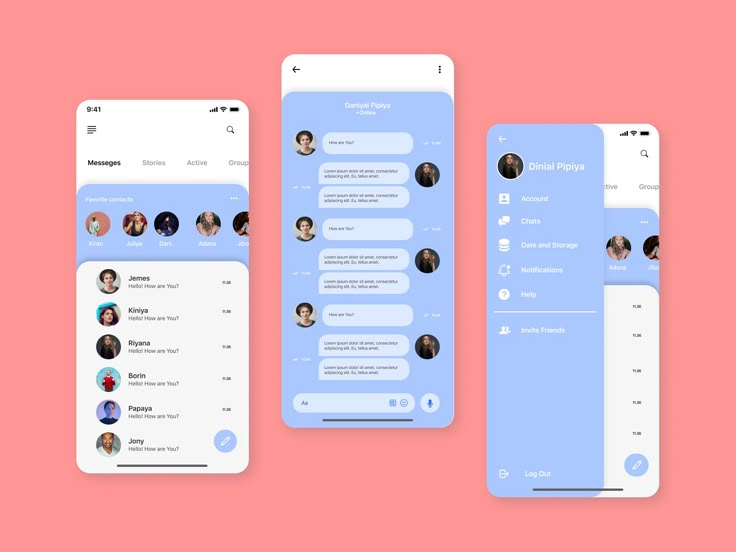 9:41
Messeges Stories Active Group
Favorite contacts
Kiran Juliya Dani Adana Jibo
Jemes
Hello! How are You?
11.36
Kiniya
Hello! How are You?
11.36
Riyana
Hello! How are You?
11.36
Borin
Hello! How are You?
11.36
Papaya
Hello! How are You?
11.36
Jony
Hello! How are You?
Daniyal Pipiya
Online
How are You?
11.40
Lorem ipsum dolor sit amet, consectetur
adipiscing elit. Eu, tellus amet.
11.40
Lorem ipsum dolor sit amet, consectetur
adipiscing elit. Eu, tellus amet.
How are You?
11.40
Lorem ipsum dolor sit amet, consectetur
adipiscing elit. Eu, tellus amet.
11.40
Lorem ipsum dolor sit amet, consectetur
adipiscing elit. Eu, tellus amet.
How are You?
11.40
Lorem ipsum dolor sit amet, consectetur
adipiscing elit. Eu, tellus amet.
11.40
Lorem ipsum dolor sit amet, consectetur
adipiscing elit. Eu, tellus amet.
Aa
Dinial Pipiya
Account
Chats
Date and Storage
Notifications
Help
Invite Friends
Log Out
ctive Group
Adana Jibo
11.36
11.36
11.36
11.36
11.36